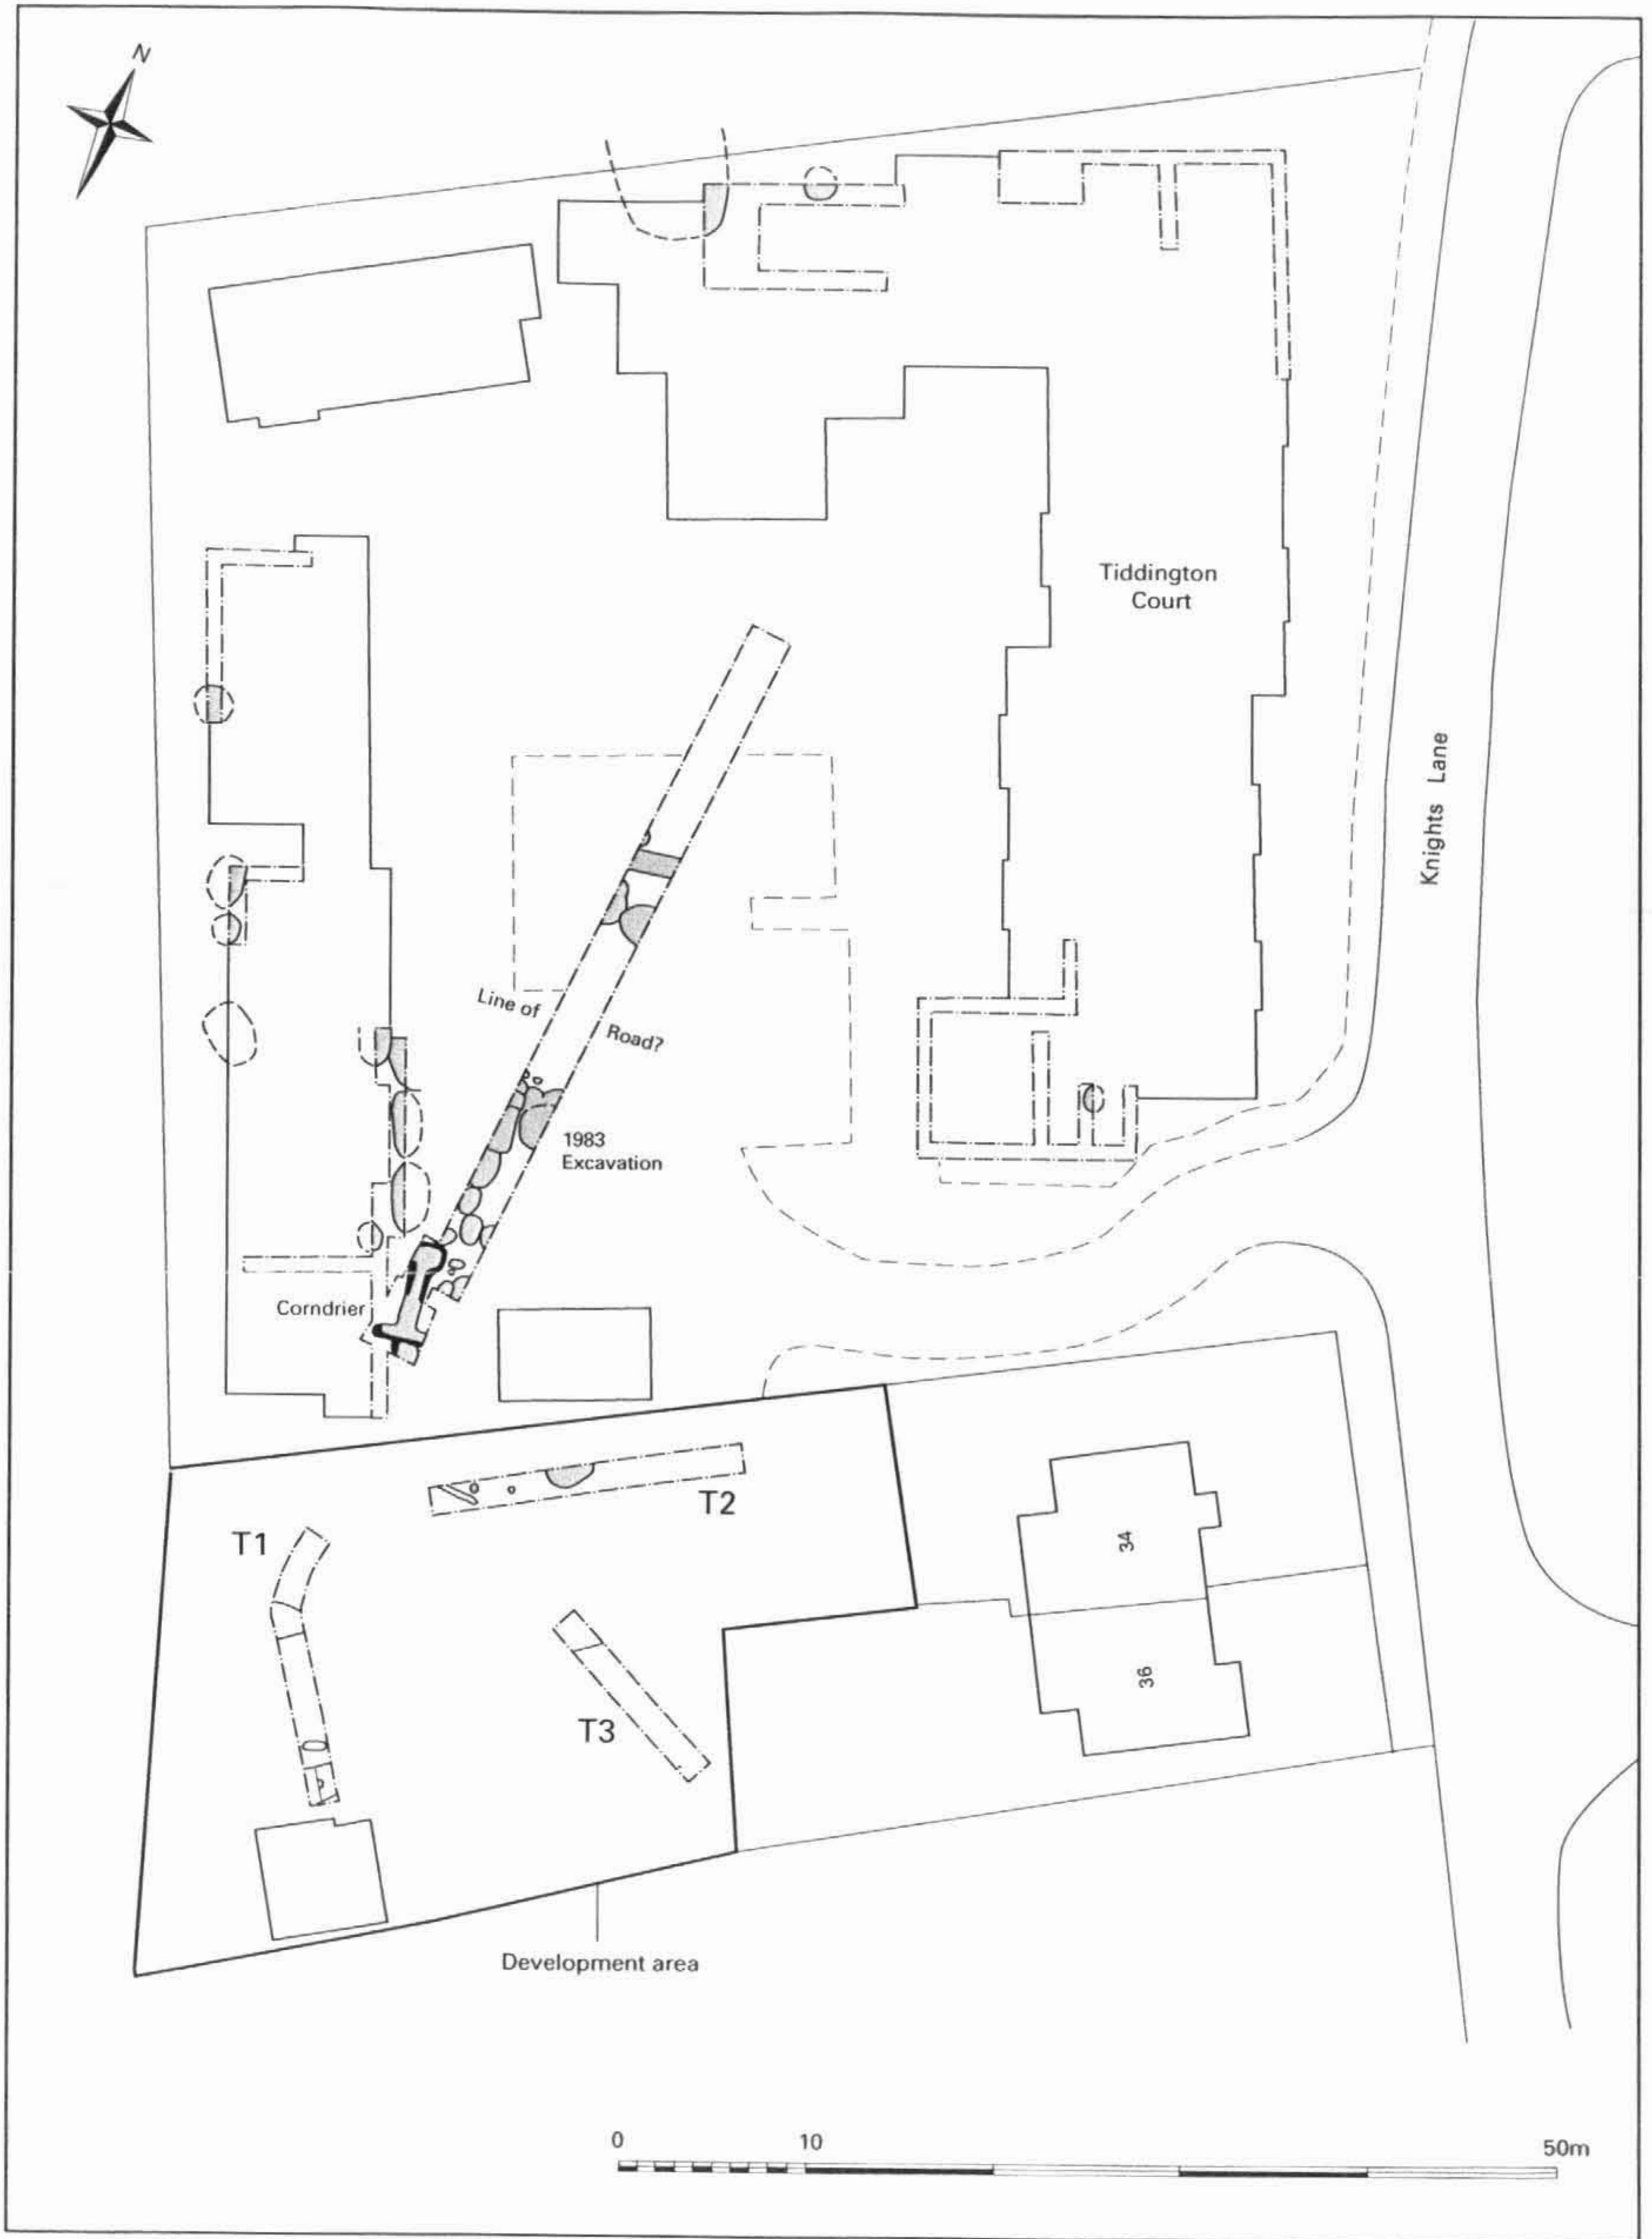 N
Tiddington
Court
Knights Lane
Line of
Road?
1983
Excavation
Corndrier
T2
T1
34
T3
36
Development area
0 10 50m